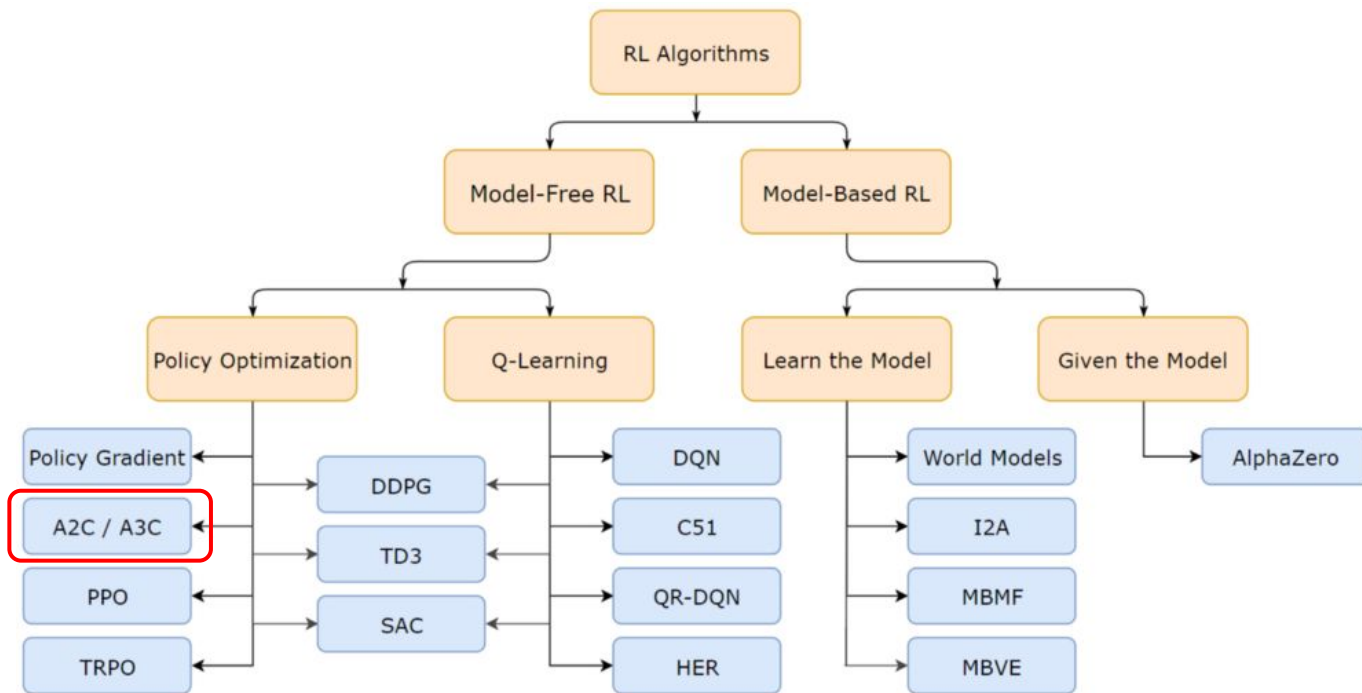 RL Algorithms
Model-Free RL
Model-Based RL
Policy Optimization
Q-Learning
Learn the Model
Given the Model
Policy Gradient
DQN
World Models
AlphaZero
DDPG
A2C / A3C
C51
I2A
TD3
PPO
QR-DQN
MBMF
SAC
TRPO
HER
MBVE